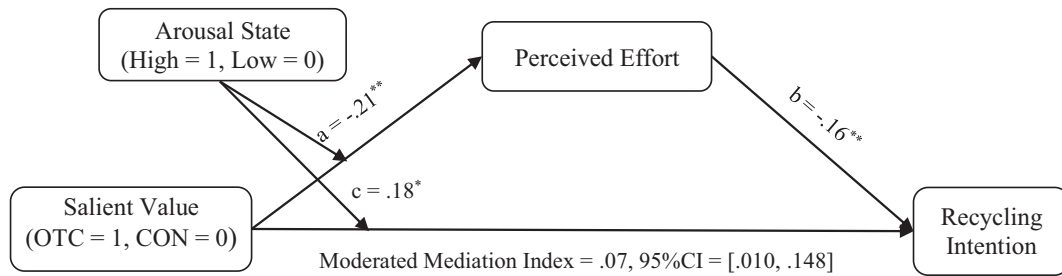 Arousal State
(High = 1, Low = 0)
Perceived Effort
a = -.21**
b = -.16**
c = .18*
Salient Value
(OTC = 1, CON = 0)
Recycling
Intention
Moderated Mediation Index = .07, 95%CI = [.010, .148]